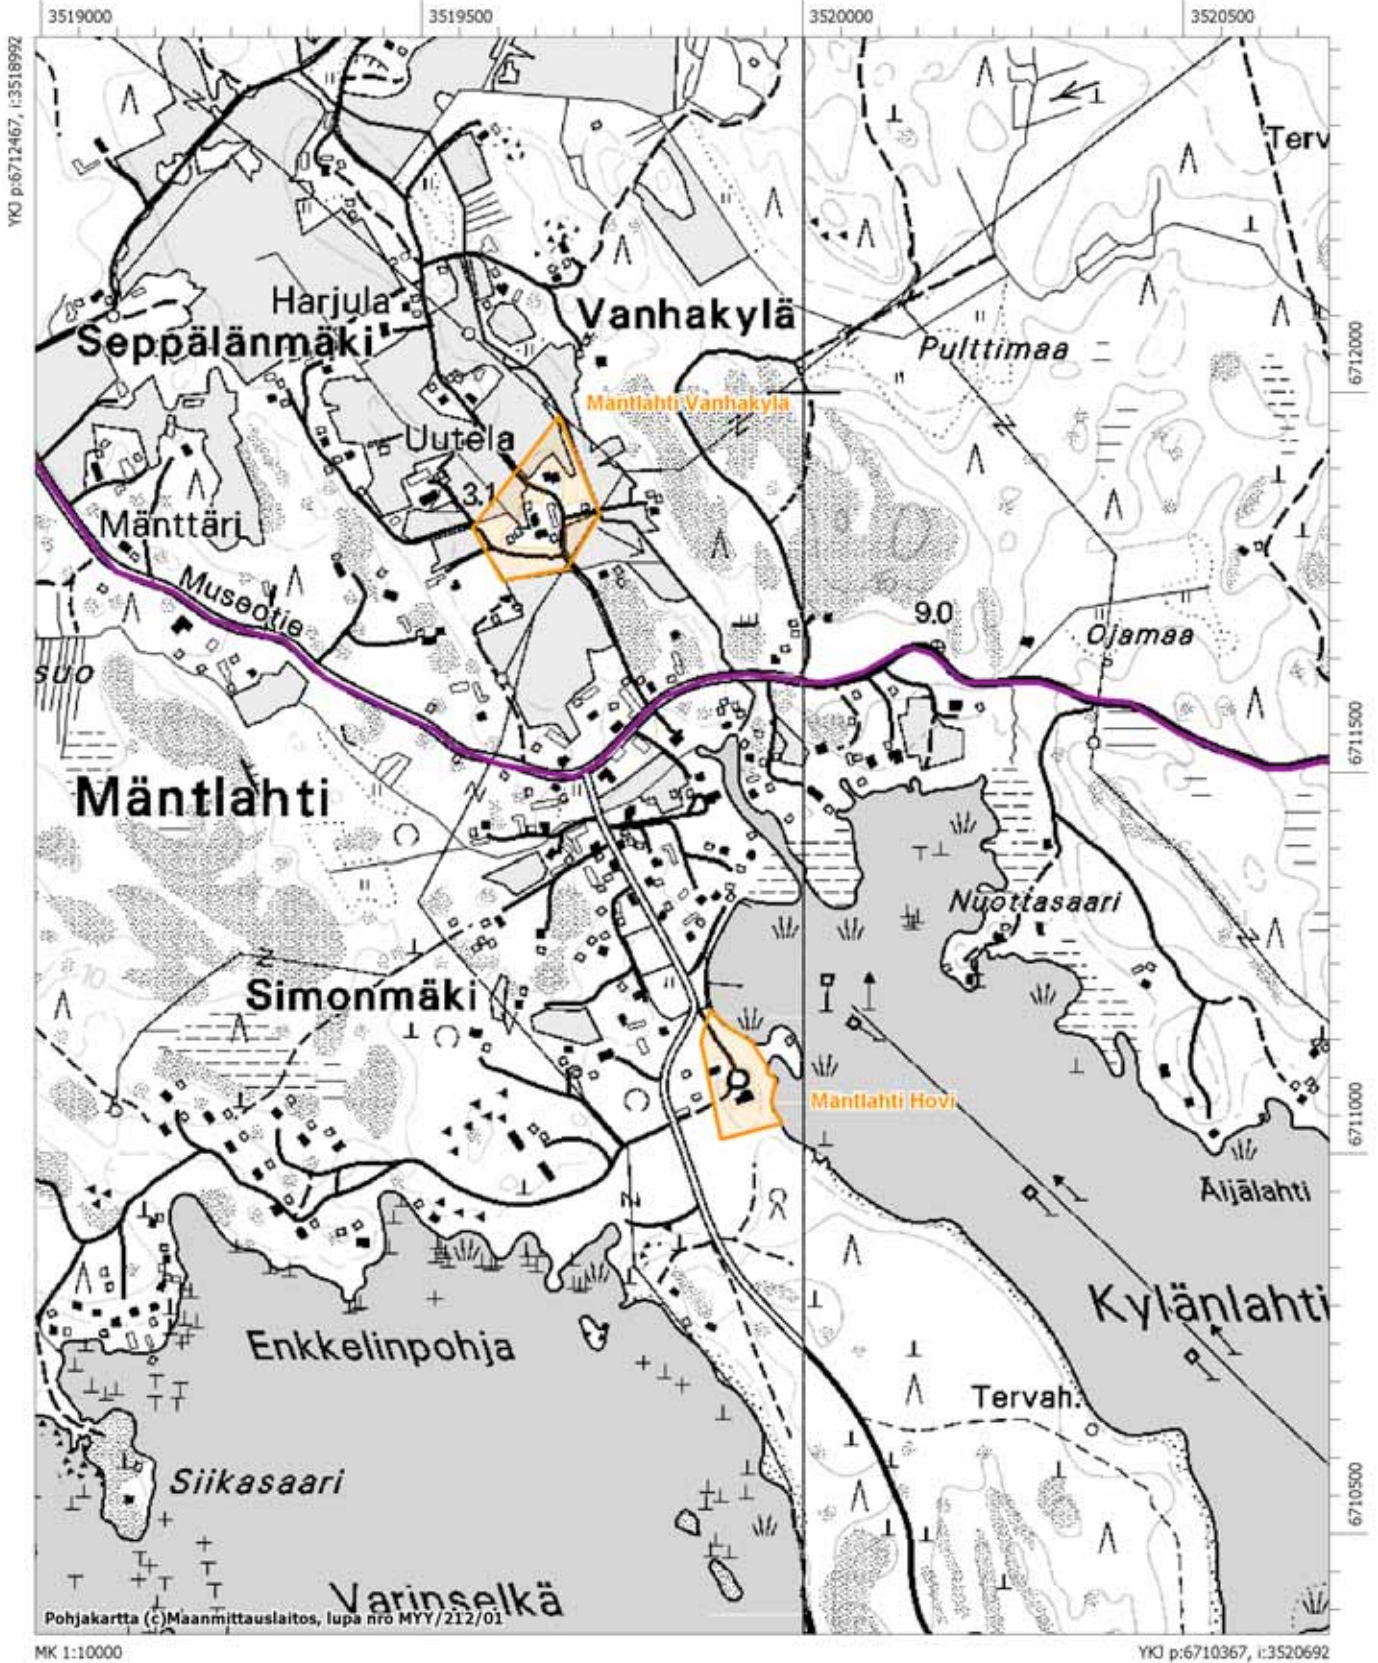 3519000
3519500
3520000
3520500
YKJ p:6712467, i:3518992
Terv
Harjula
Vanhakylä
Seppälänmäki
Pulttimaa
6712000
Mäntlahti Vanhakylä
Uutela
3.1
Mänttäri
Museotie
9.0
Ojamaa
suo
6711500
Mäntlahti
Nuottasaari
10
Simonmäki
Mäntlahti Hovi
6711000
Äijälahti
Kylänlahti
Enkkelinpohja
Tervah.
Siikasaari
6710500
Varinselkä
Pohjakartta (c)Maanmittauslaitos, lupa nro MYY/212/01
MK 1:10000
YKJ p:6710367, i:3520692